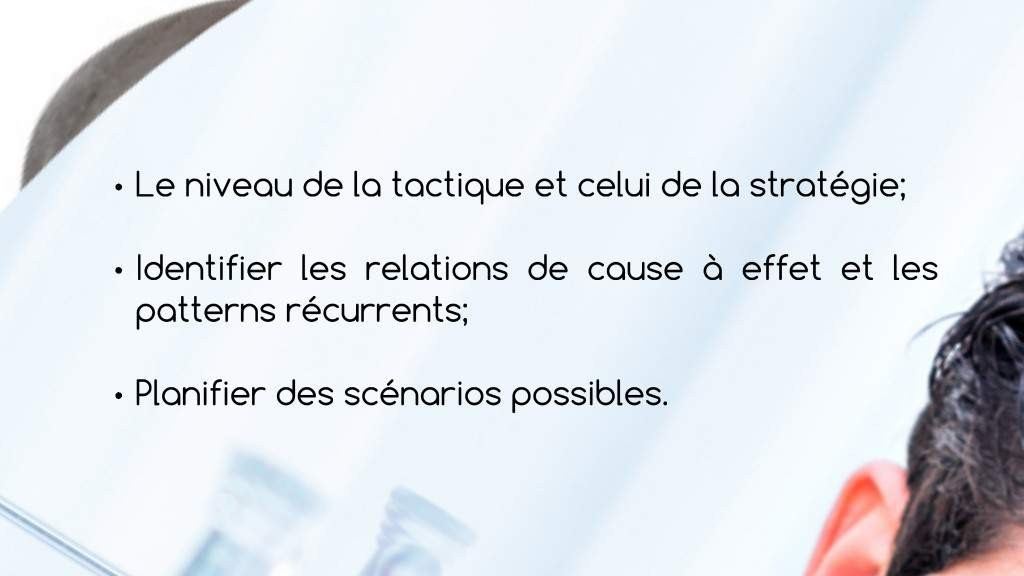 • Le niveau de la tactique et celui de la stratégie;
• Identifier les relations de cause à effet et les
patterns récurrents;
• Planifier des scénarios possibles.